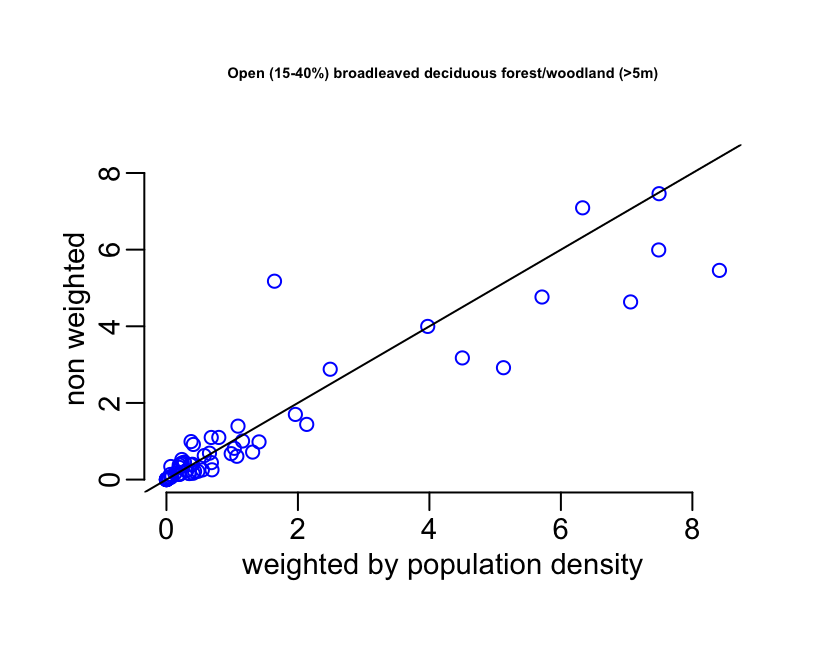 Open (15-40%) broadleaved deciduous forest/woodland (>5m)
8
6
4
2
0
non weighted
0 2 4 6 8
weighted by population density